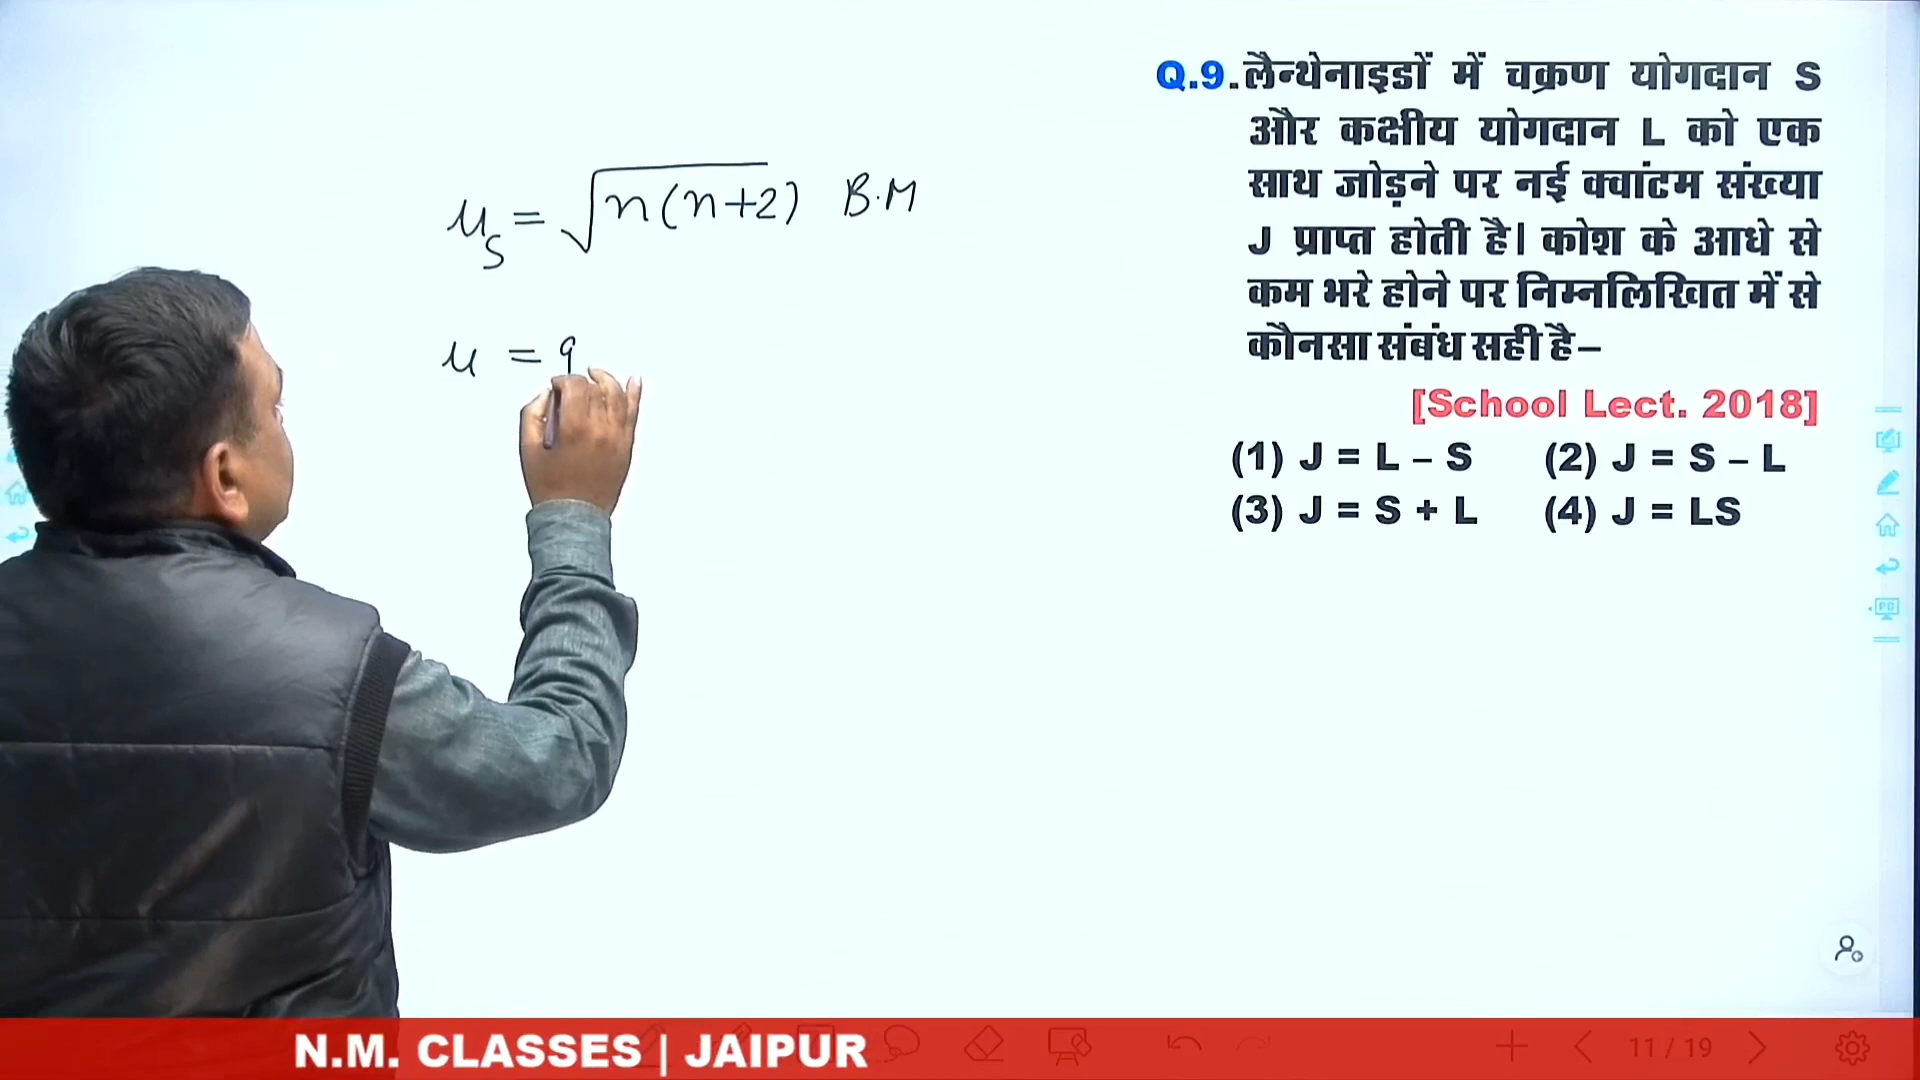 μS = √n(n+2) B.M
μ = g
Q.9. लैन्थेनाइडों में चक्रण योगदान S
और कक्षीय योगदान L को एक
साथ जोड़ने पर नई क्वांटम संख्या
J प्राप्त होती है। कोश के आधे से
कम भरे होने पर निम्नलिखित में से
कौनसा संबंध सही है–
[School Lect. 2018]
(1) J = L – S (2) J = S – L
(3) J = S + L (4) J = LS
N.M. CLASSES | JAIPUR
11 / 19